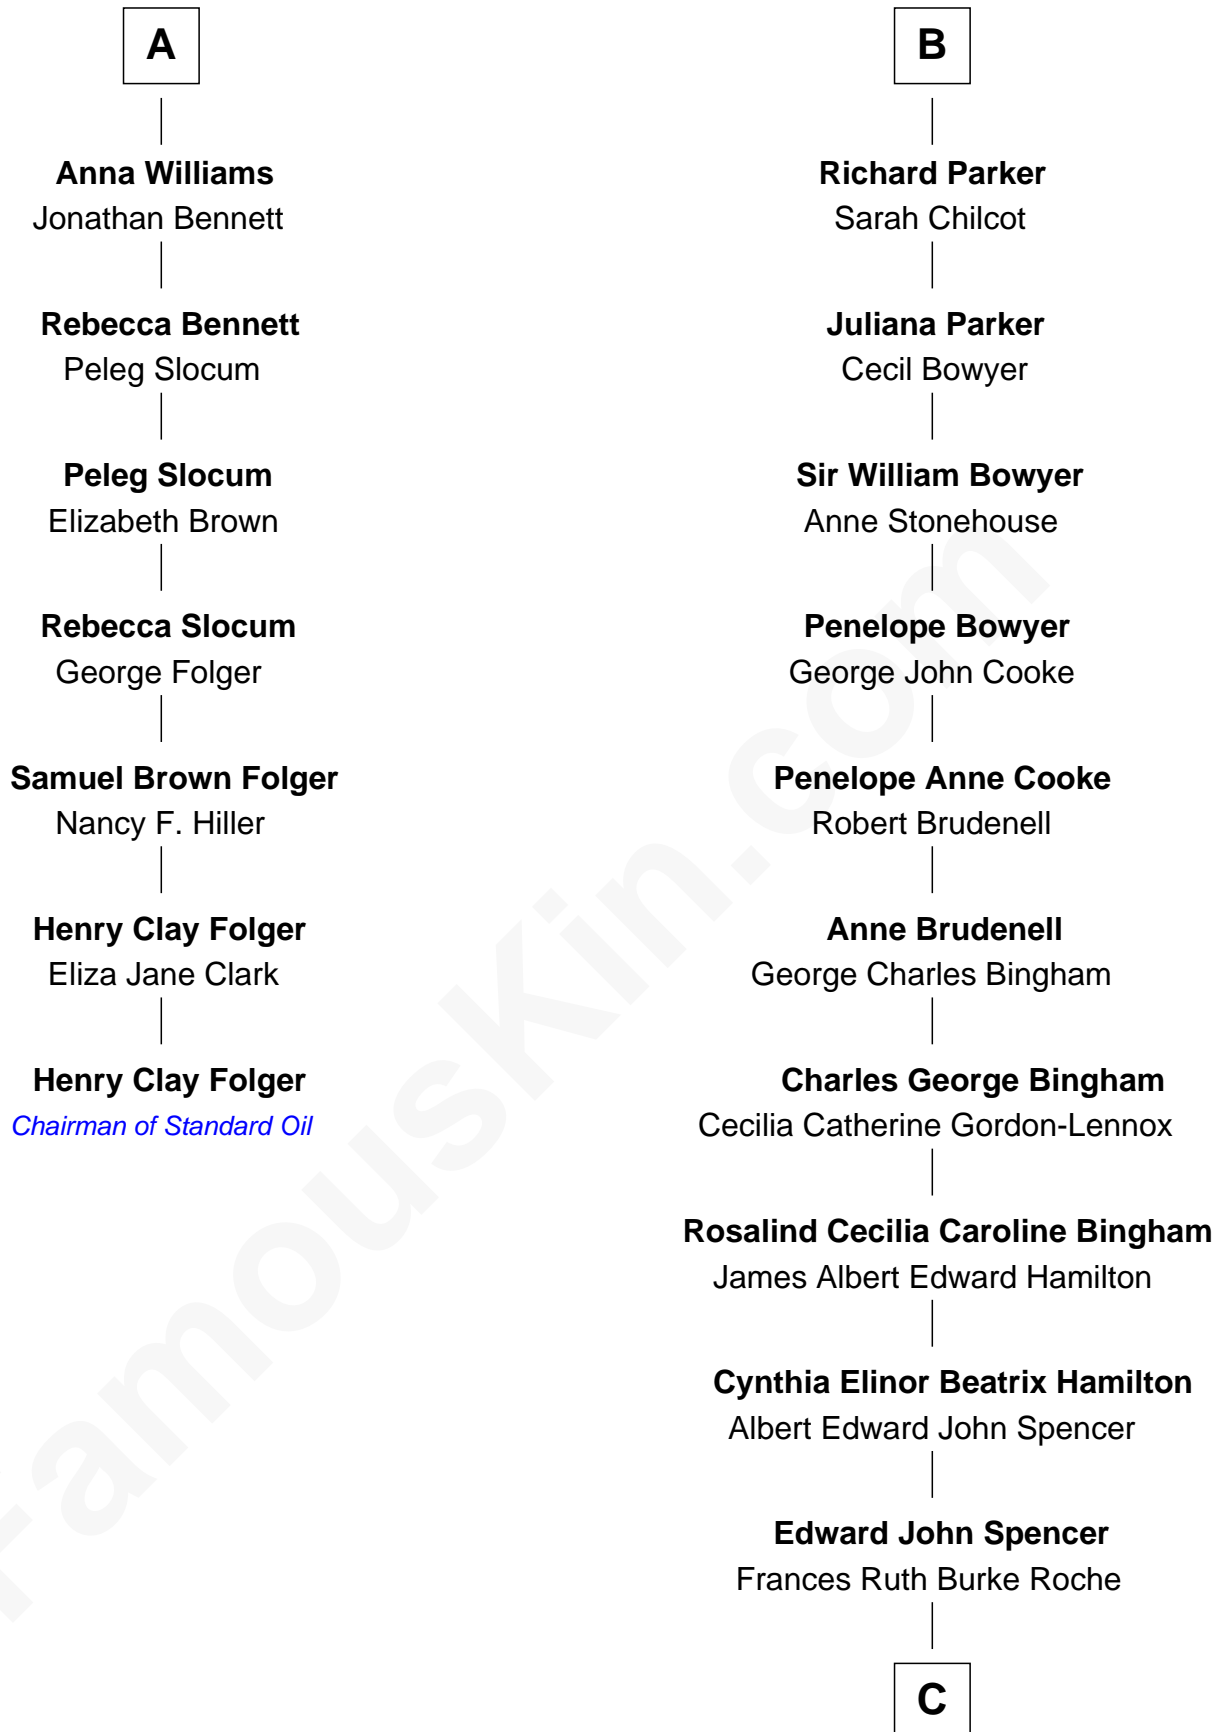 A
Anna Williams
Jonathan Bennett
Rebecca Bennett
Peleg Slocum
Peleg Slocum
Elizabeth Brown
Rebecca Slocum
George Folger
Samuel Brown Folger
Nancy F. Hiller
Henry Clay Folger
Eliza Jane Clark
Henry Clay Folger
Chairman of Standard Oil
B
Richard Parker
Sarah Chilcot
Juliana Parker
Cecil Bowyer
Sir William Bowyer
Anne Stonehouse
Penelope Bowyer
George John Cooke
Penelope Anne Cooke
Robert Brudenell
Anne Brudenell
George Charles Bingham
Charles George Bingham
Cecilia Catherine Gordon-Lennox
Rosalind Cecilia Caroline Bingham
James Albert Edward Hamilton
Cynthia Elinor Beatrix Hamilton
Albert Edward John Spencer
Edward John Spencer
Frances Ruth Burke Roche
C
FamousKin.com